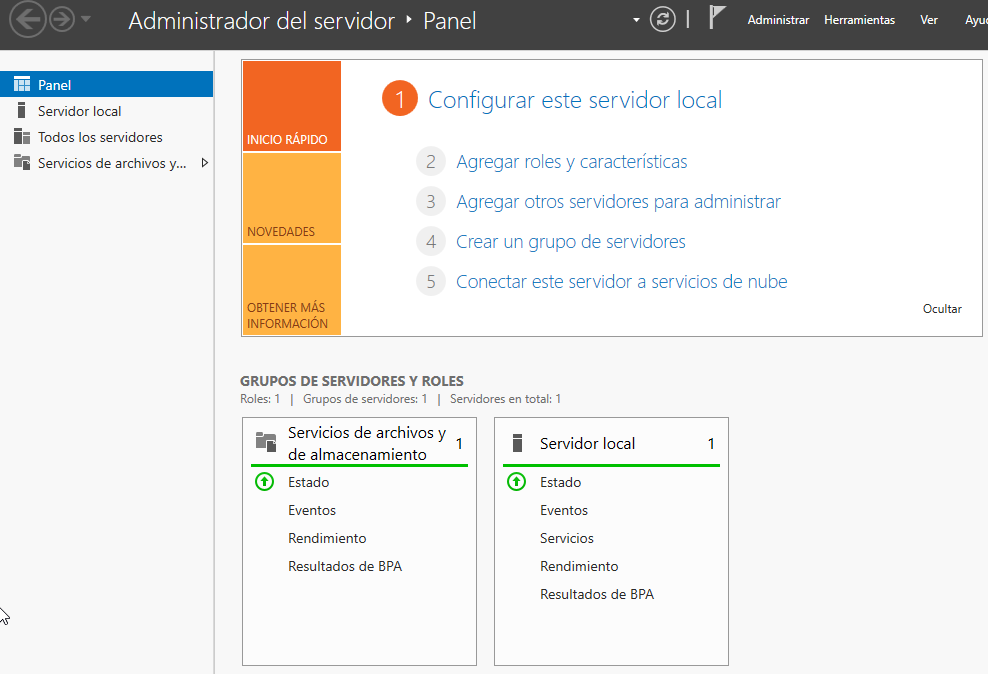 Administrador del servidor ‣ Panel
Administrar Herramientas Ver Ayu
Panel
Servidor local
Todos los servidores
Servicios de archivos y...
INICIO RÁPIDO
NOVEDADES
OBTENER MÁS
INFORMACIÓN
1 Configurar este servidor local
2 Agregar roles y características
3 Agregar otros servidores para administrar
4 Crear un grupo de servidores
5 Conectar este servidor a servicios de nube
Ocultar
GRUPOS DE SERVIDORES Y ROLES
Roles: 1 | Grupos de servidores: 1 | Servidores en total: 1
Servicios de archivos y
de almacenamiento 1
Estado
Eventos
Rendimiento
Resultados de BPA
Servidor local 1
Estado
Eventos
Servicios
Rendimiento
Resultados de BPA